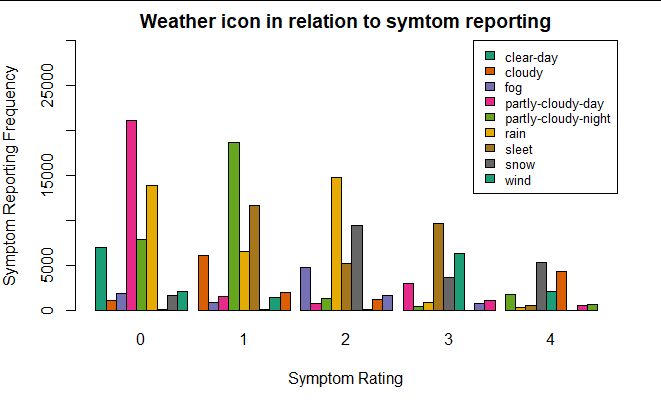 Weather icon in relation to symtom reporting
Symptom Reporting Frequency
25000
15000
5000
0
clear-day
cloudy
fog
partly-cloudy-day
partly-cloudy-night
rain
sleet
snow
wind
0 1 2 3 4
Symptom Rating